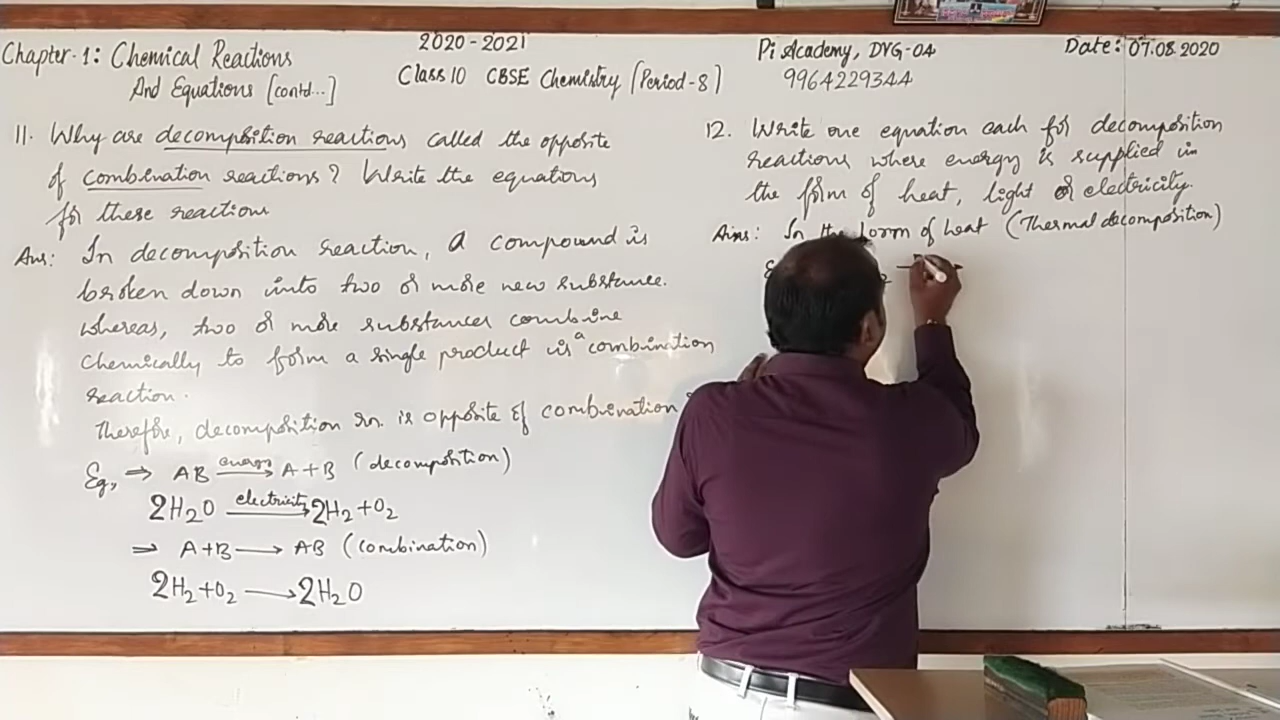 Chapter-1: Chemical Reactions
And Equations [contd...]
2020-2021
Class 10 CBSE Chemistry (Period-8)
Pi Academy, DVG-04
9964229344
Date: 07.08.2020
11. Why are decomposition reactions called the opposite
of combination reactions? Write the equations
for these reactions
Ans: In decomposition reaction, a compound is
broken down into two or more new substance.
whereas, two or more substances combine
chemically to form a single product is a combination
reaction.
Therefore, decomposition rxn. is opposite of combination
Eg, ⇒ AB —energy→ A+B (decomposition)
2H₂O —electricity→ 2H₂+O₂
⇒ A+B → AB (combination)
2H₂+O₂ → 2H₂O
12. Write one equation each for decomposition
reactions where energy is supplied in
the form of heat, light or electricity.
Ans: In the form of heat (Thermal decomposition)